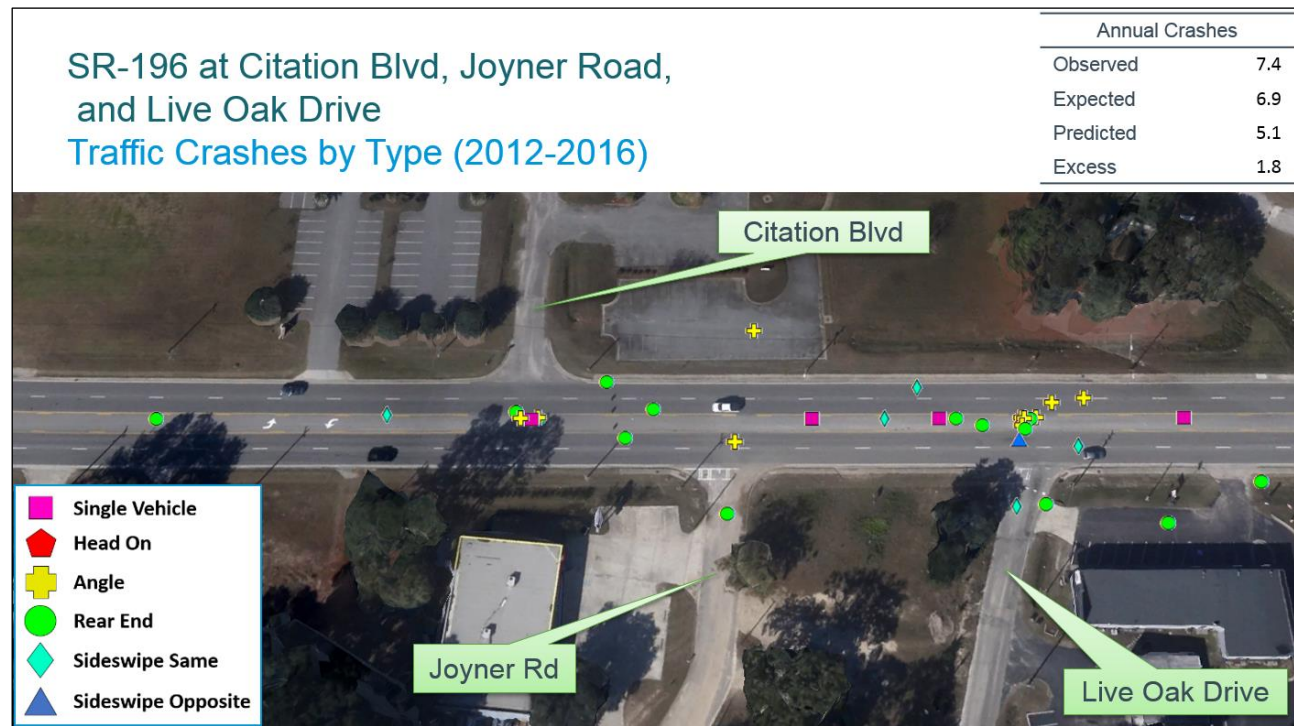 SR-196 at Citation Blvd, Joyner Road,
and Live Oak Drive
Traffic Crashes by Type (2012-2016)
Annual Crashes
Observed 7.4
Expected 6.9
Predicted 5.1
Excess 1.8
Citation Blvd
Single Vehicle
Head On
Angle
Rear End
Sideswipe Same
Sideswipe Opposite
Joyner Rd
Live Oak Drive